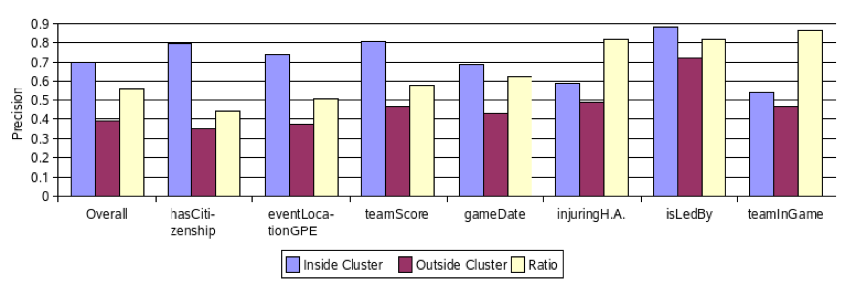 0.9
0.8
0.7
0.6
0.5
0.4
0.3
0.2
0.1
0
Precision
Overall
hasCiti-
zenship
eventLoca-
tionGPE
teamScore
gameDate
injuringH.A.
isLedBy
teamInGame
Inside Cluster
Outside Cluster
Ratio